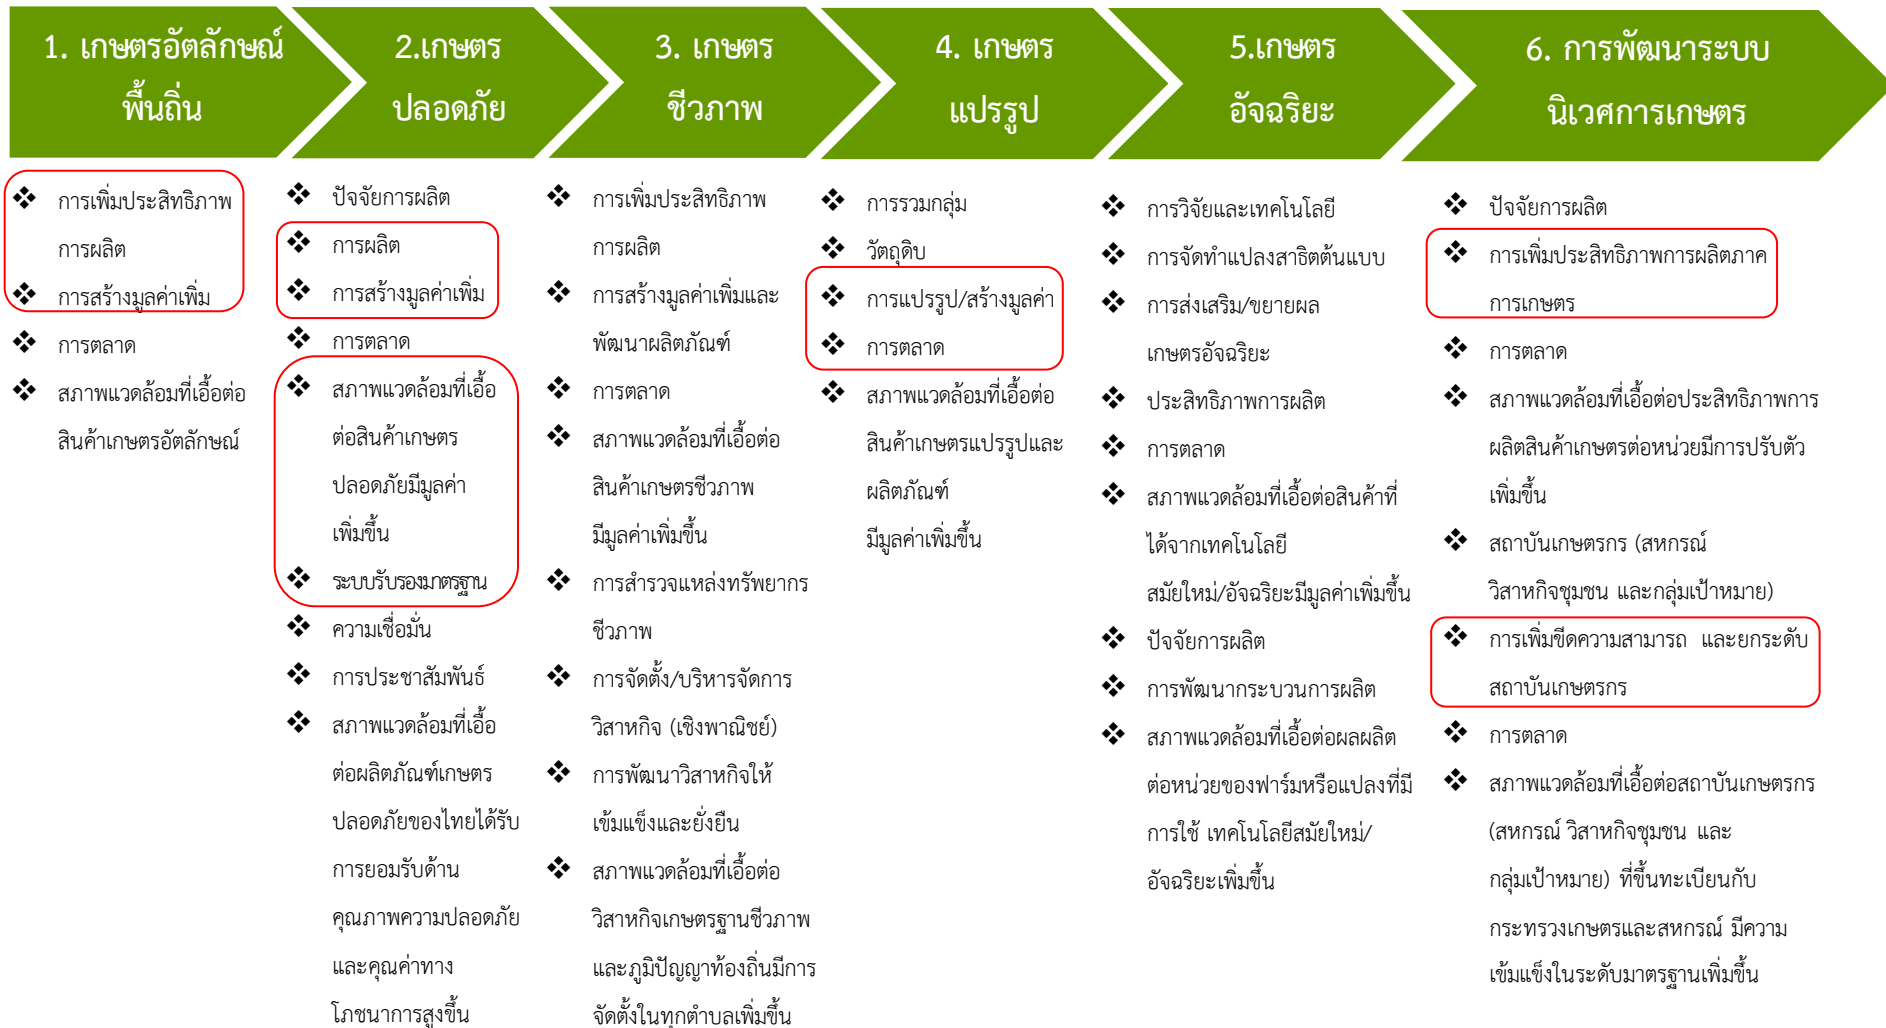 1. เกษตรอัตลักษณ์
พื้นถิ่น
2.เกษตร
ปลอดภัย
3. เกษตร
ชีวภาพ
4. เกษตร
แปรรูป
5.เกษตร
อัจฉริยะ
6. การพัฒนาระบบ
นิเวศการเกษตร
❖ การเพิ่มประสิทธิภาพ
การผลิต
❖ การสร้างมูลค่าเพิ่ม
❖ การตลาด
❖ สภาพแวดล้อมที่เอื้อต่อ
สินค้าเกษตรอัตลักษณ์
❖ ปัจจัยการผลิต
❖ การผลิต
❖ การสร้างมูลค่าเพิ่ม
❖ การตลาด
❖ สภาพแวดล้อมที่เอื้อ
ต่อสินค้าเกษตร
ปลอดภัยมีมูลค่า
เพิ่มขึ้น
❖ ระบบรับรองมาตรฐาน
❖ ความเชื่อมั่น
❖ การประชาสัมพันธ์
❖ สภาพแวดล้อมที่เอื้อ
ต่อผลิตภัณฑ์เกษตร
ปลอดภัยของไทยได้รับ
การยอมรับด้าน
คุณภาพความปลอดภัย
และคุณค่าทาง
โภชนาการสูงขึ้น
❖ การเพิ่มประสิทธิภาพ
การผลิต
❖ การสร้างมูลค่าเพิ่มและ
พัฒนาผลิตภัณฑ์
❖ การตลาด
❖ สภาพแวดล้อมที่เอื้อต่อ
สินค้าเกษตรชีวภาพ
มีมูลค่าเพิ่มขึ้น
❖ การสำรวจแหล่งทรัพยากร
ชีวภาพ
❖ การจัดตั้ง/บริหารจัดการ
วิสาหกิจ (เชิงพาณิชย์)
❖ การพัฒนาวิสาหกิจให้
เข้มแข็งและยั่งยืน
❖ สภาพแวดล้อมที่เอื้อต่อ
วิสาหกิจเกษตรฐานชีวภาพ
และภูมิปัญญาท้องถิ่นมีการ
จัดตั้งในทุกตำบลเพิ่มขึ้น
❖ การรวมกลุ่ม
❖ วัตถุดิบ
❖ การแปรรูป/สร้างมูลค่า
❖ การตลาด
❖ สภาพแวดล้อมที่เอื้อต่อ
สินค้าเกษตรแปรรูปและ
ผลิตภัณฑ์
มีมูลค่าเพิ่มขึ้น
❖ การวิจัยและเทคโนโลยี
❖ การจัดทำแปลงสาธิตต้นแบบ
❖ การส่งเสริม/ขยายผล
เกษตรอัจฉริยะ
❖ ประสิทธิภาพการผลิต
❖ การตลาด
❖ สภาพแวดล้อมที่เอื้อต่อสินค้าที่
ได้จากเทคโนโลยี
สมัยใหม่/อัจฉริยะมีมูลค่าเพิ่มขึ้น
❖ ปัจจัยการผลิต
❖ การพัฒนากระบวนการผลิต
❖ สภาพแวดล้อมที่เอื้อต่อผลผลิต
ต่อหน่วยของฟาร์มหรือแปลงที่มี
การใช้ เทคโนโลยีสมัยใหม่/
อัจฉริยะเพิ่มขึ้น
❖ ปัจจัยการผลิต
❖ การเพิ่มประสิทธิภาพการผลิตภาค
การเกษตร
❖ การตลาด
❖ สภาพแวดล้อมที่เอื้อต่อประสิทธิภาพการ
ผลิตสินค้าเกษตรต่อหน่วยมีการปรับตัว
เพิ่มขึ้น
❖ สถาบันเกษตรกร (สหกรณ์
วิสาหกิจชุมชน และกลุ่มเป้าหมาย)
❖ การเพิ่มขีดความสามารถ และยกระดับ
สถาบันเกษตรกร
❖ การตลาด
❖ สภาพแวดล้อมที่เอื้อต่อสถาบันเกษตรกร
(สหกรณ์ วิสาหกิจชุมชน และ
กลุ่มเป้าหมาย) ที่ขึ้นทะเบียนกับ
กระทรวงเกษตรและสหกรณ์ มีความ
เข้มแข็งในระดับมาตรฐานเพิ่มขึ้น